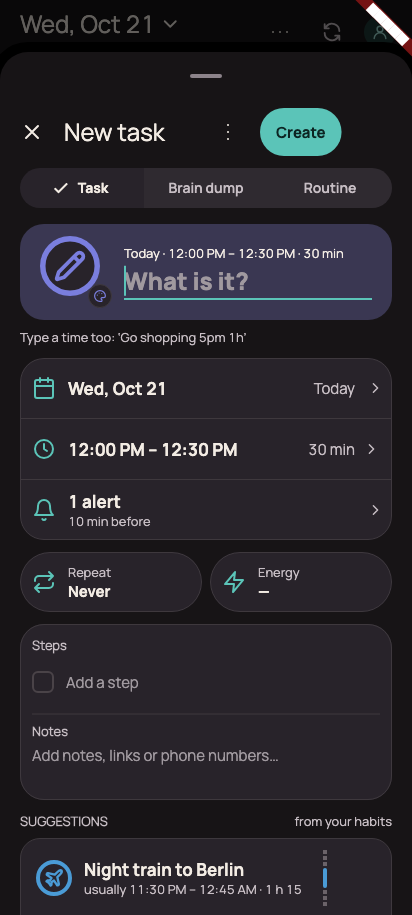 Wed, Oct 21
...
New task
Create
Task
Brain dump
Routine
Today · 12:00 PM – 12:30 PM · 30 min
What is it?
Type a time too: 'Go shopping 5pm 1h'
Wed, Oct 21
Today
12:00 PM – 12:30 PM
30 min
1 alert
10 min before
Repeat
Never
Energy
—
Steps
Add a step
Notes
Add notes, links or phone numbers...
SUGGESTIONS
from your habits
Night train to Berlin
usually 11:30 PM – 12:45 AM · 1 h 15